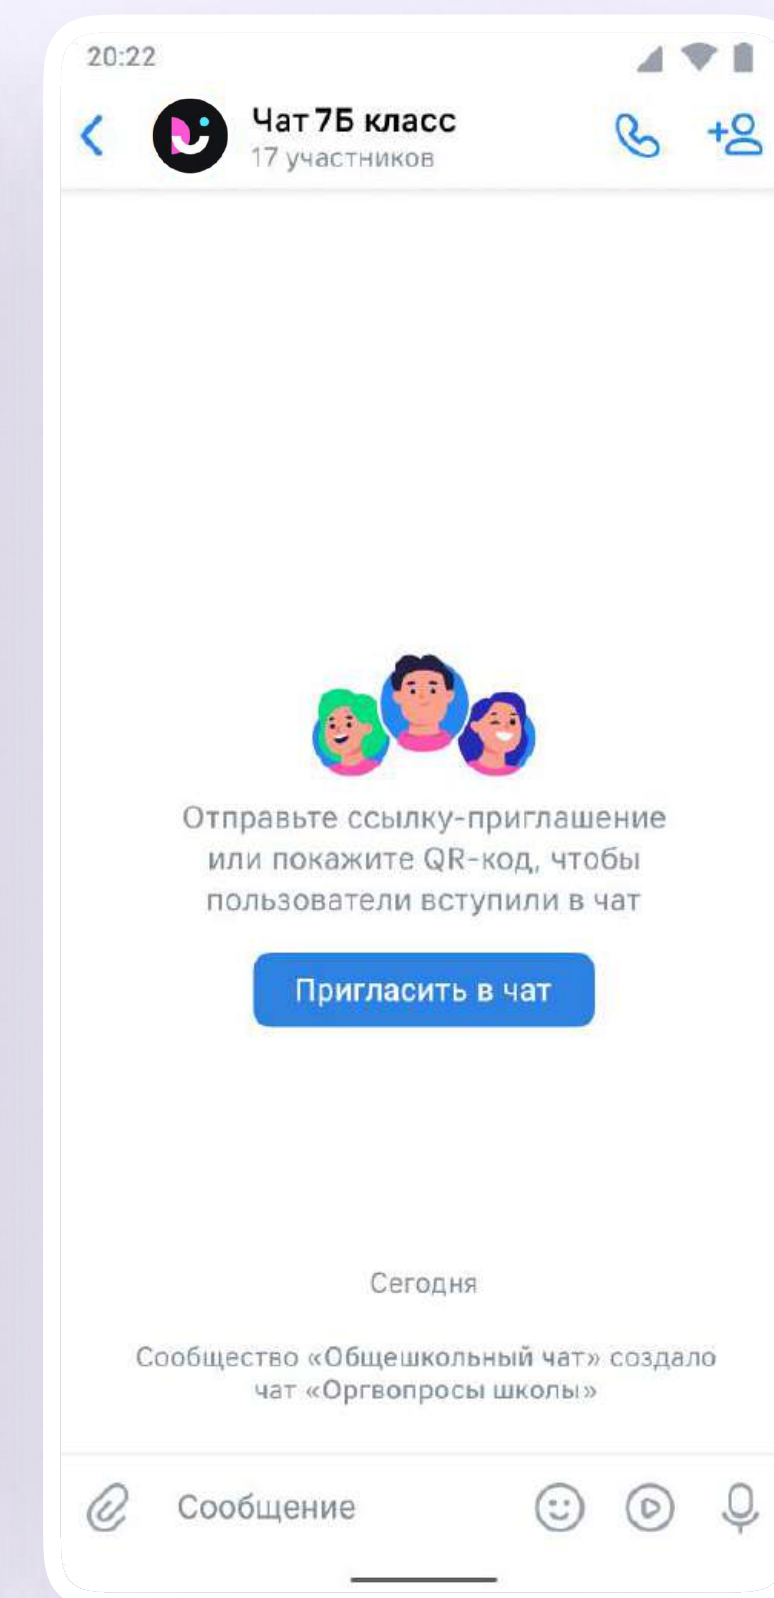 20:22
Чат 7Б класс
17 участников
Отправьте ссылку-приглашение
или покажите QR-код, чтобы
пользователи вступили в чат
Пригласить в чат
Сегодня
Сообщество «Общешкольный чат» создало
чат «Оргвопросы школы»
Сообщение